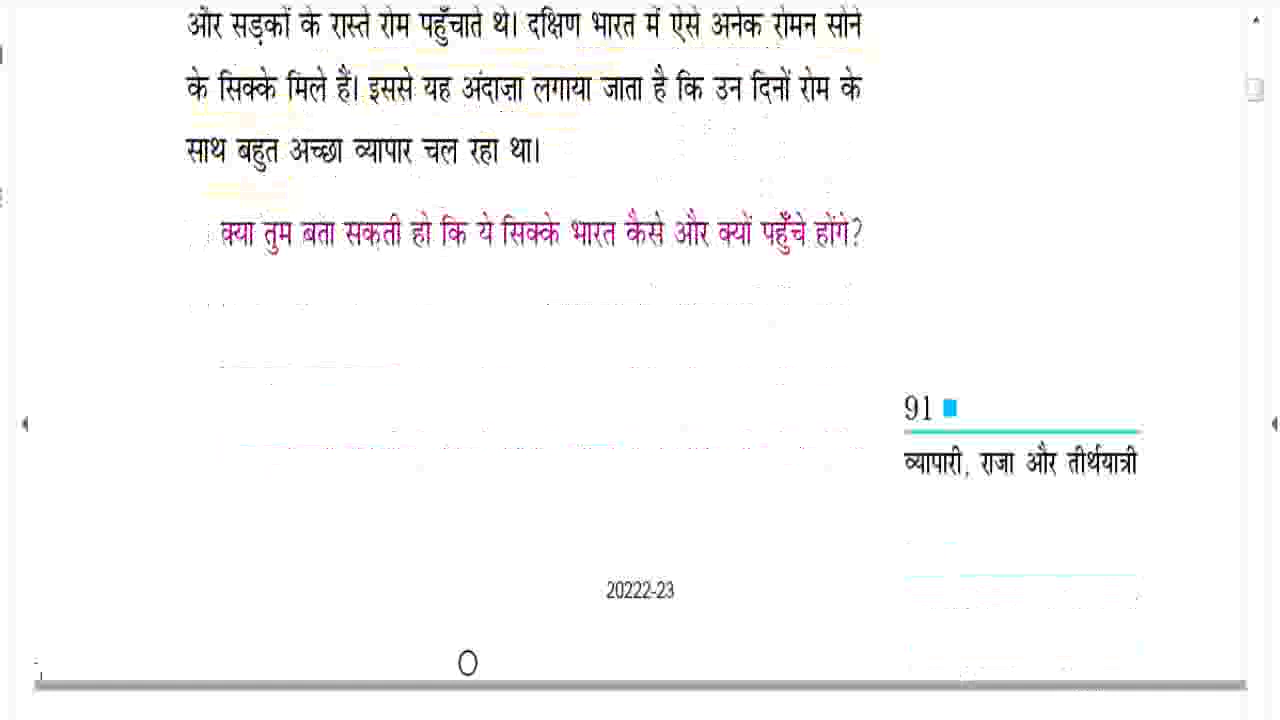 और सड़कों के रास्ते रोम पहुँचाते थे। दक्षिण भारत में ऐसे अनेक रोमन सोने
के सिक्के मिले हैं। इससे यह अंदाज़ा लगाया जाता है कि उन दिनों रोम के
साथ बहुत अच्छा व्यापार चल रहा था।
क्या तुम बता सकती हो कि ये सिक्के भारत कैसे और क्यों पहुँचे होंगे?
91
व्यापारी, राजा और तीर्थयात्री
20222-23